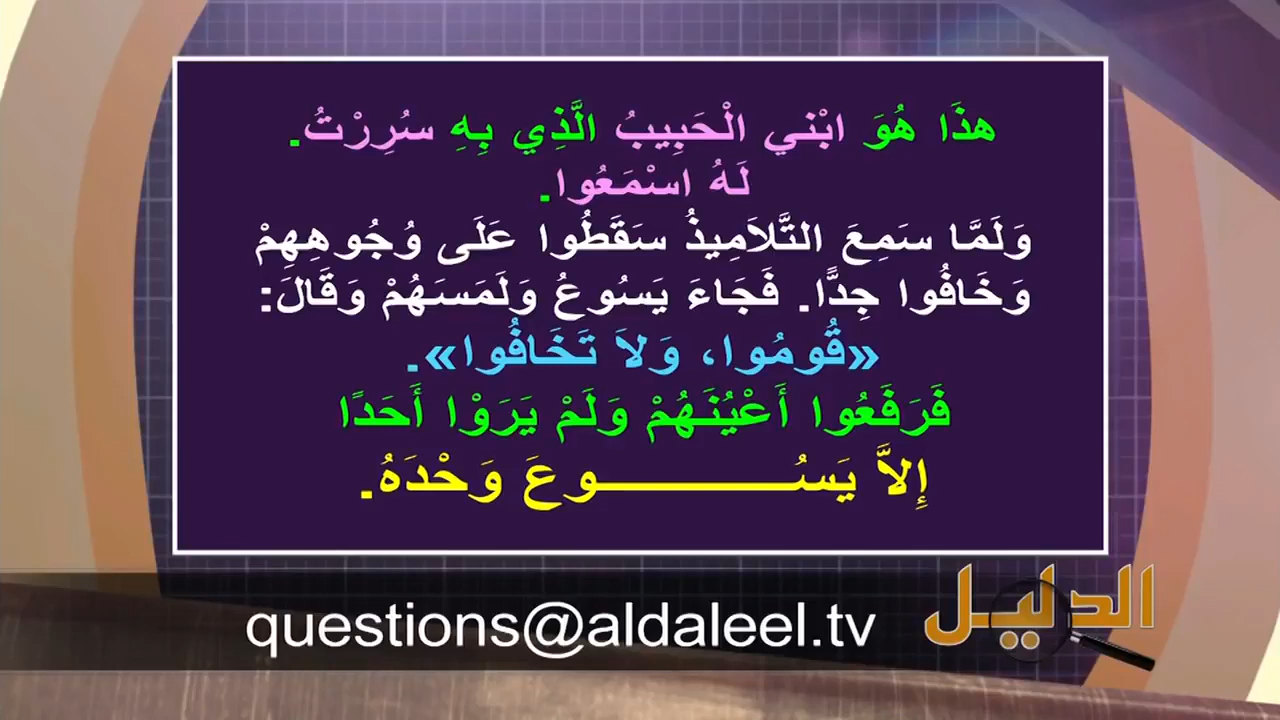 هذَا هُوَ ابْني الْحَبِيبُ الَّذِي بِهِ سُرِرْتُ.
لَهُ اسْمَعُوا.
وَلَمَّا سَمِعَ التَّلاَمِيذُ سَقَطُوا عَلَى وُجُوهِهِمْ
وَخَافُوا جِدًّا. فَجَاءَ يَسُوعُ وَلَمَسَهُمْ وَقَالَ:
«قُومُوا، وَلاَ تَخَافُوا».
فَرَفَعُوا أَعْيُنَهُمْ وَلَمْ يَرَوْا أَحَدًا
إِلاَّ يَسُـــــــــــوعَ وَحْدَهُ.
questions@aldaleel.tv
الدليل